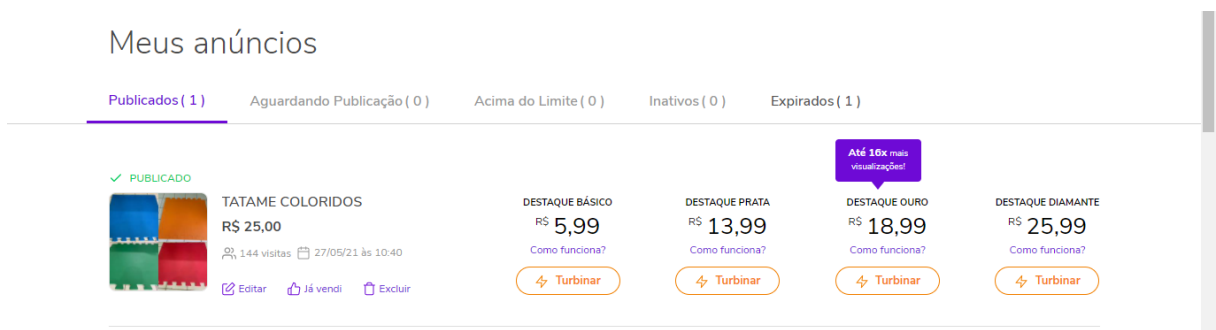 Meus anúncios
Publicados ( 1 ) Aguardando Publicação ( 0 ) Acima do Limite ( 0 ) Inativos ( 0 ) Expirados ( 1 )
Até 16x mais
visualizações!
PUBLICADO
TATAME COLORIDOS
R$ 25,00
144 visitas 27/05/21 às 10:40
Editar Já vendi Excluir
DESTAQUE BÁSICO
R$ 5,99
Como funciona?
Turbinar
DESTAQUE PRATA
R$ 13,99
Como funciona?
Turbinar
DESTAQUE OURO
R$ 18,99
Como funciona?
Turbinar
DESTAQUE DIAMANTE
R$ 25,99
Como funciona?
Turbinar